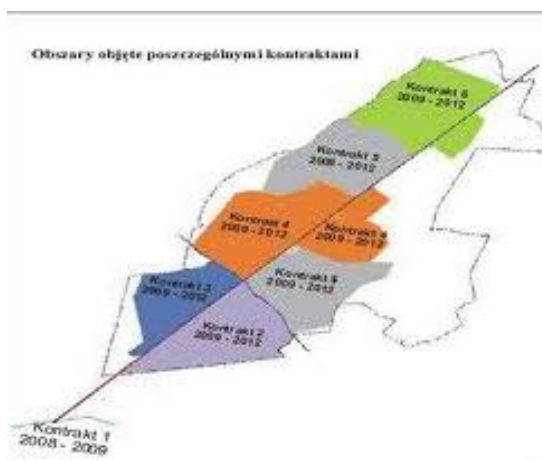 Obszary objęte poszczególnymi kontraktami
Kontrakt 6
2009 - 2012
Kontrakt 5
2009 - 2012
Kontrakt 4
2009 - 2012
Kontrakt 4
2009 - 2012
Kontrakt 3
2009 - 2012
Kontrakt
2009 - 2012
Kontrakt 2
2009 - 2012
Kontrakt 1
2008 - 2009